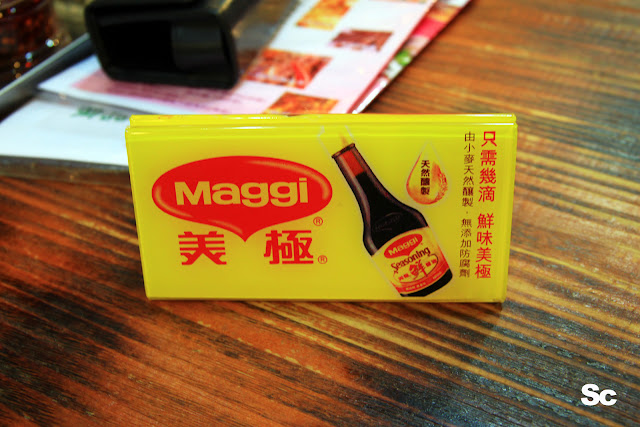 Maggi
®
美極®
天然釀製
MAGGI
Seasoning
鮮
只需幾滴 鮮味美極
由小麥天然釀製，無添加防腐劑
Sc